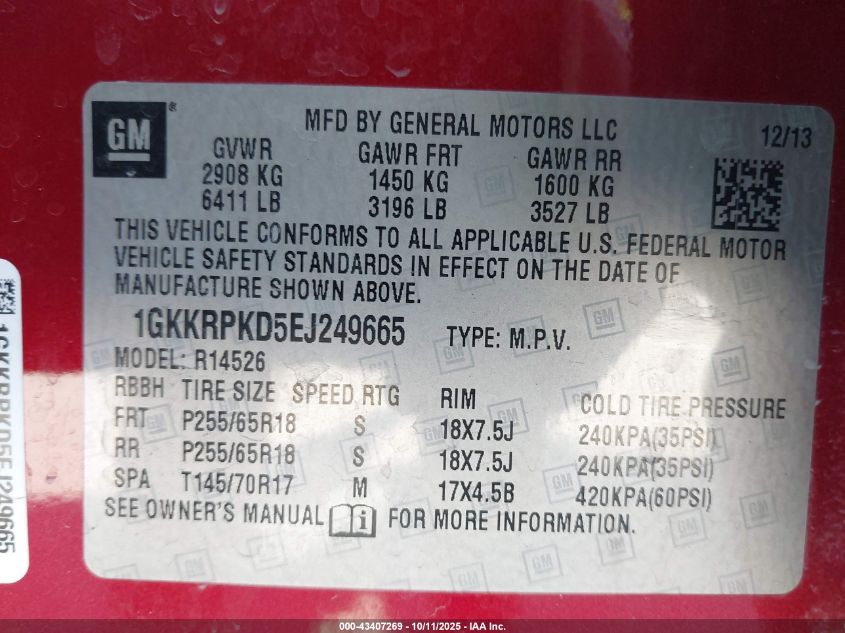 GM
®
MFD BY GENERAL MOTORS LLC
12/13
GVWR GAWR FRT GAWR RR
2908 KG 1450 KG 1600 KG
6411 LB 3196 LB 3527 LB
THIS VEHICLE CONFORMS TO ALL APPLICABLE U.S. FEDERAL MOTOR
VEHICLE SAFETY STANDARDS IN EFFECT ON THE DATE OF
MANUFACTURE SHOWN ABOVE.
1GKKRPKD5EJ249665 TYPE: M.P.V.
MODEL: R14526
RBBH TIRE SIZE SPEED RTG RIM COLD TIRE PRESSURE
FRT P255/65R18 S 18X7.5J 240KPA(35PSI)
RR P255/65R18 S 18X7.5J 240KPA(35PSI)
SPA T145/70R17 M 17X4.5B 420KPA(60PSI)
SEE OWNER'S MANUAL i FOR MORE INFORMATION.
1GKKRPKD5EJ249665
000-43407269 - 10/11/2025 - IAA Inc.